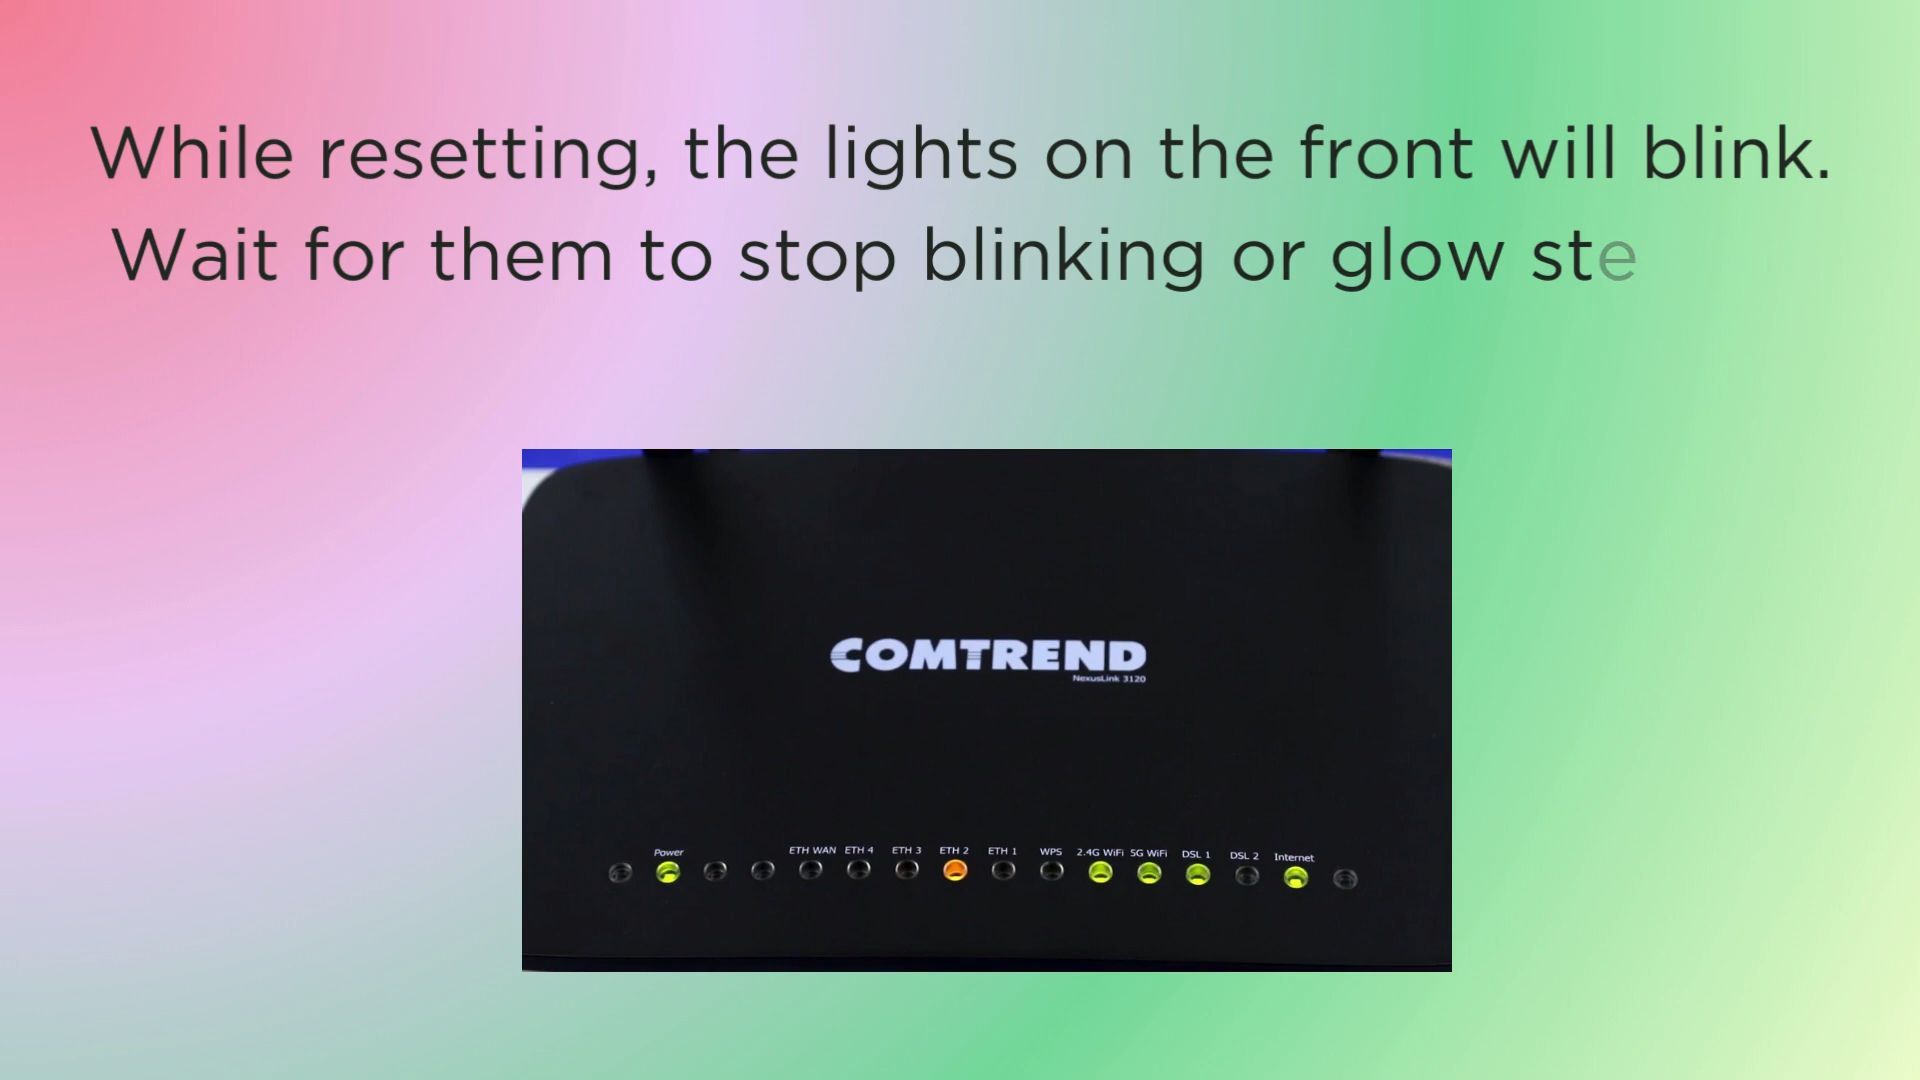 While resetting, the lights on the front will blink.
Wait for them to stop blinking or glow ste
COMTREND
NexusLink 3120
Power ETH WAN ETH 4 ETH 3 ETH 2 ETH 1 WPS 2.4G WiFi 5G WiFi DSL 1 DSL 2 Internet